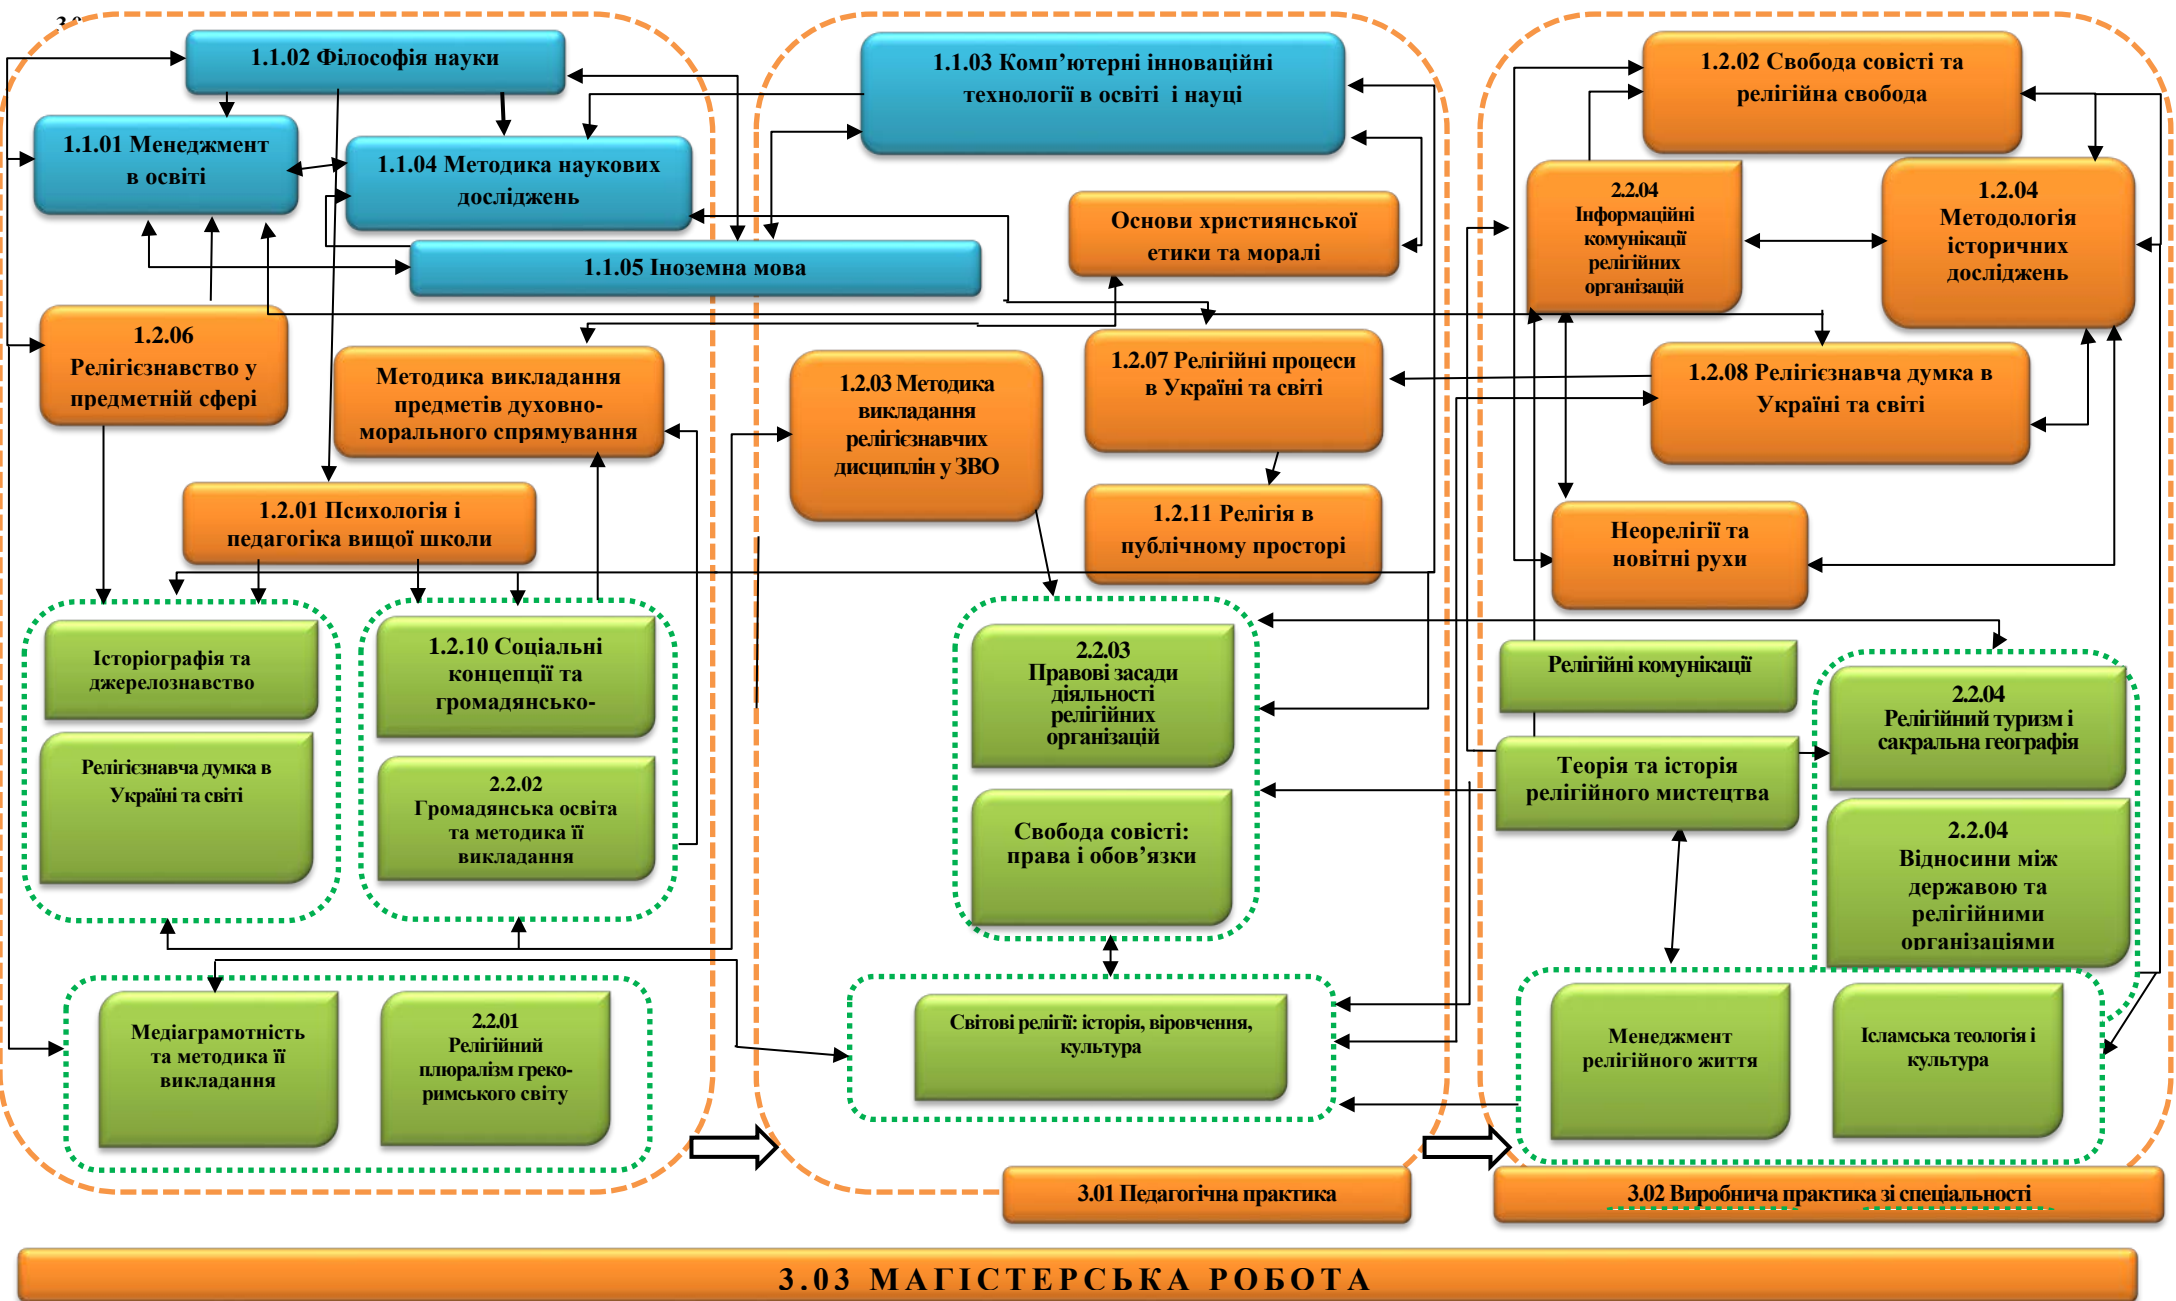 1.1.02 Філософія науки
1.1.01 Менеджмент
в освіті
1.1.04 Методика наукових
досліджень
1.1.05 Іноземна мова
1.2.06
Релігієзнавство у
предметній сфері
Методика викладання
предметів духовно-
морального спрямування
1.2.01 Психологія і
педагогіка вищої школи
Історіографія та
джерелознавство
Релігієзнавча думка в
Україні та світі
1.2.10 Соціальні
концепції та
громадянсько-
2.2.02
Громадянська освіта
та методика її
викладання
Медіаграмотність
та методика її
викладання
2.2.01
Релігійний
плюралізм греко-
римського світу
1.1.03 Комп’ютерні інноваційні
технології в освіті і науці
Основи християнської
етики та моралі
1.2.03 Методика
викладання
релігієзнавчих
дисциплін у ЗВО
1.2.07 Релігійні процеси
в Україні та світі
1.2.11 Релігія в
публічному просторі
2.2.03
Правові засади
діяльності
релігійних
організацій
Свобода совісті:
права і обов’язки
Світові релігії: історія, віровчення,
культура
3.01 Педагогічна практика
1.2.02 Свобода совісті та
релігійна свобода
2.2.04
Інформаційні
комунікації
релігійних
організацій
1.2.04
Методологія
історичних
досліджень
1.2.08 Релігієзнавча думка в
Україні та світі
Неорелігії та
новітні рухи
Релігійні комунікації
2.2.04
Релігійний туризм і
сакральна географія
Теорія та історія
релігійного мистецтва
2.2.04
Відносини між
державою та
релігійними
організаціями
Менеджмент
релігійного життя
Ісламська теологія і
культура
3.02 Виробнича практика зі спеціальності
3.03 МАГІСТЕРСЬКА РОБОТА